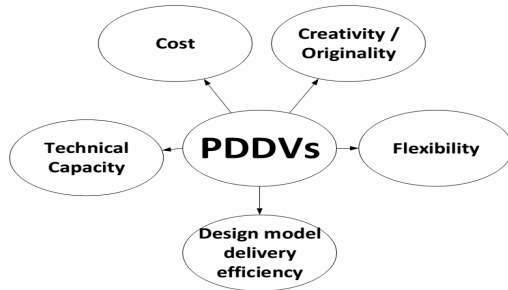 Cost
Creativity /
Originality
Technical
Capacity
PDDVs
Flexibility
Design model
delivery
efficiency